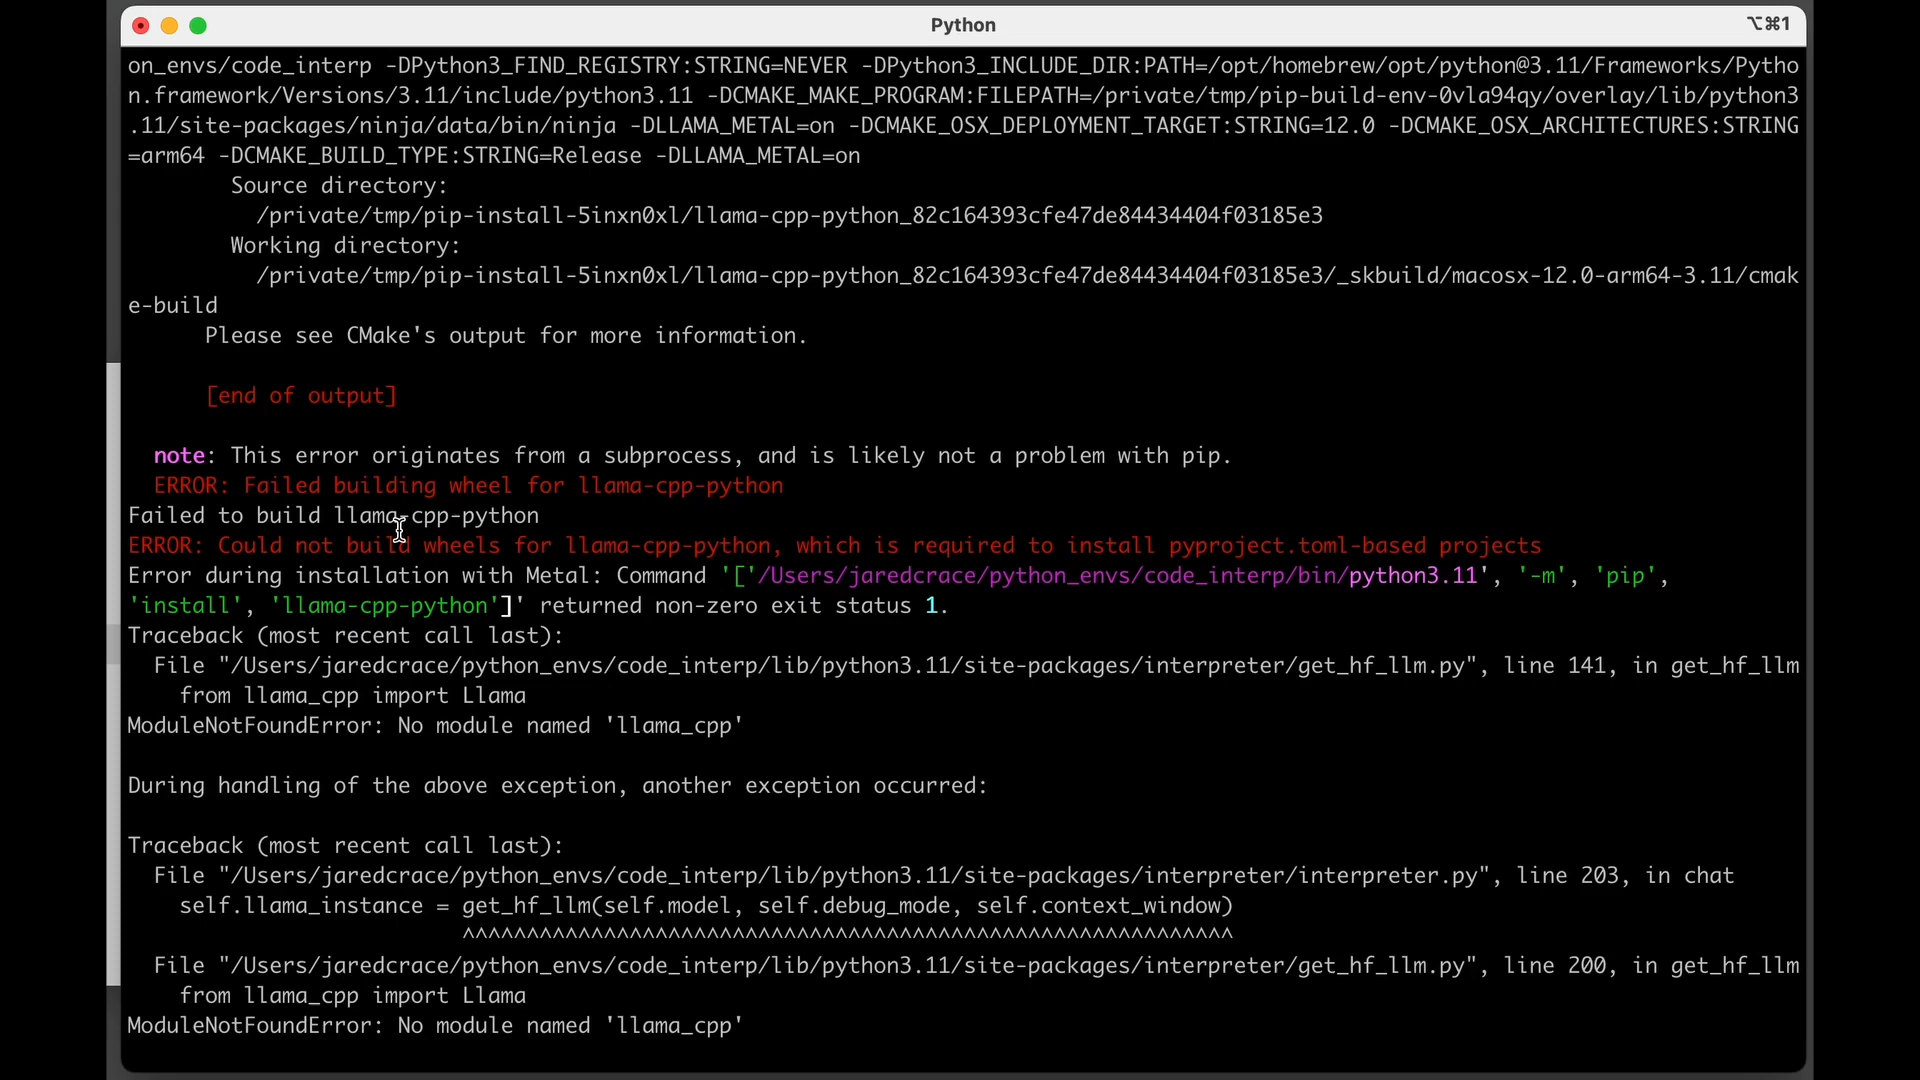 Python
⌥⌘1
on_envs/code_interp -DPython3_FIND_REGISTRY:STRING=NEVER -DPython3_INCLUDE_DIR:PATH=/opt/homebrew/opt/python@3.11/Frameworks/Pytho
n.framework/Versions/3.11/include/python3.11 -DCMAKE_MAKE_PROGRAM:FILEPATH=/private/tmp/pip-build-env-0vla94qy/overlay/lib/python3
.11/site-packages/ninja/data/bin/ninja -DLLAMA_METAL=on -DCMAKE_OSX_DEPLOYMENT_TARGET:STRING=12.0 -DCMAKE_OSX_ARCHITECTURES:STRING
=arm64 -DCMAKE_BUILD_TYPE:STRING=Release -DLLAMA_METAL=on
Source directory:
/private/tmp/pip-install-5inxn0xl/llama-cpp-python_82c164393cfe47de84434404f03185e3
Working directory:
/private/tmp/pip-install-5inxn0xl/llama-cpp-python_82c164393cfe47de84434404f03185e3/_skbuild/macosx-12.0-arm64-3.11/cmak
e-build
Please see CMake's output for more information.
[end of output]
note: This error originates from a subprocess, and is likely not a problem with pip.
ERROR: Failed building wheel for llama-cpp-python
Failed to build llama-cpp-python
ERROR: Could not build wheels for llama-cpp-python, which is required to install pyproject.toml-based projects
Error during installation with Metal: Command '['/Users/jaredcrace/python_envs/code_interp/bin/python3.11', '-m', 'pip',
'install', 'llama-cpp-python']' returned non-zero exit status 1.
Traceback (most recent call last):
File "/Users/jaredcrace/python_envs/code_interp/lib/python3.11/site-packages/interpreter/get_hf_llm.py", line 141, in get_hf_llm
from llama_cpp import Llama
ModuleNotFoundError: No module named 'llama_cpp'
During handling of the above exception, another exception occurred:
Traceback (most recent call last):
File "/Users/jaredcrace/python_envs/code_interp/lib/python3.11/site-packages/interpreter/interpreter.py", line 203, in chat
self.llama_instance = get_hf_llm(self.model, self.debug_mode, self.context_window)
^^^^^^^^^^^^^^^^^^^^^^^^^^^^^^^^^^^^^^^^^^^^^^^^^^^^^^^^^^^^
File "/Users/jaredcrace/python_envs/code_interp/lib/python3.11/site-packages/interpreter/get_hf_llm.py", line 200, in get_hf_llm
from llama_cpp import Llama
ModuleNotFoundError: No module named 'llama_cpp'